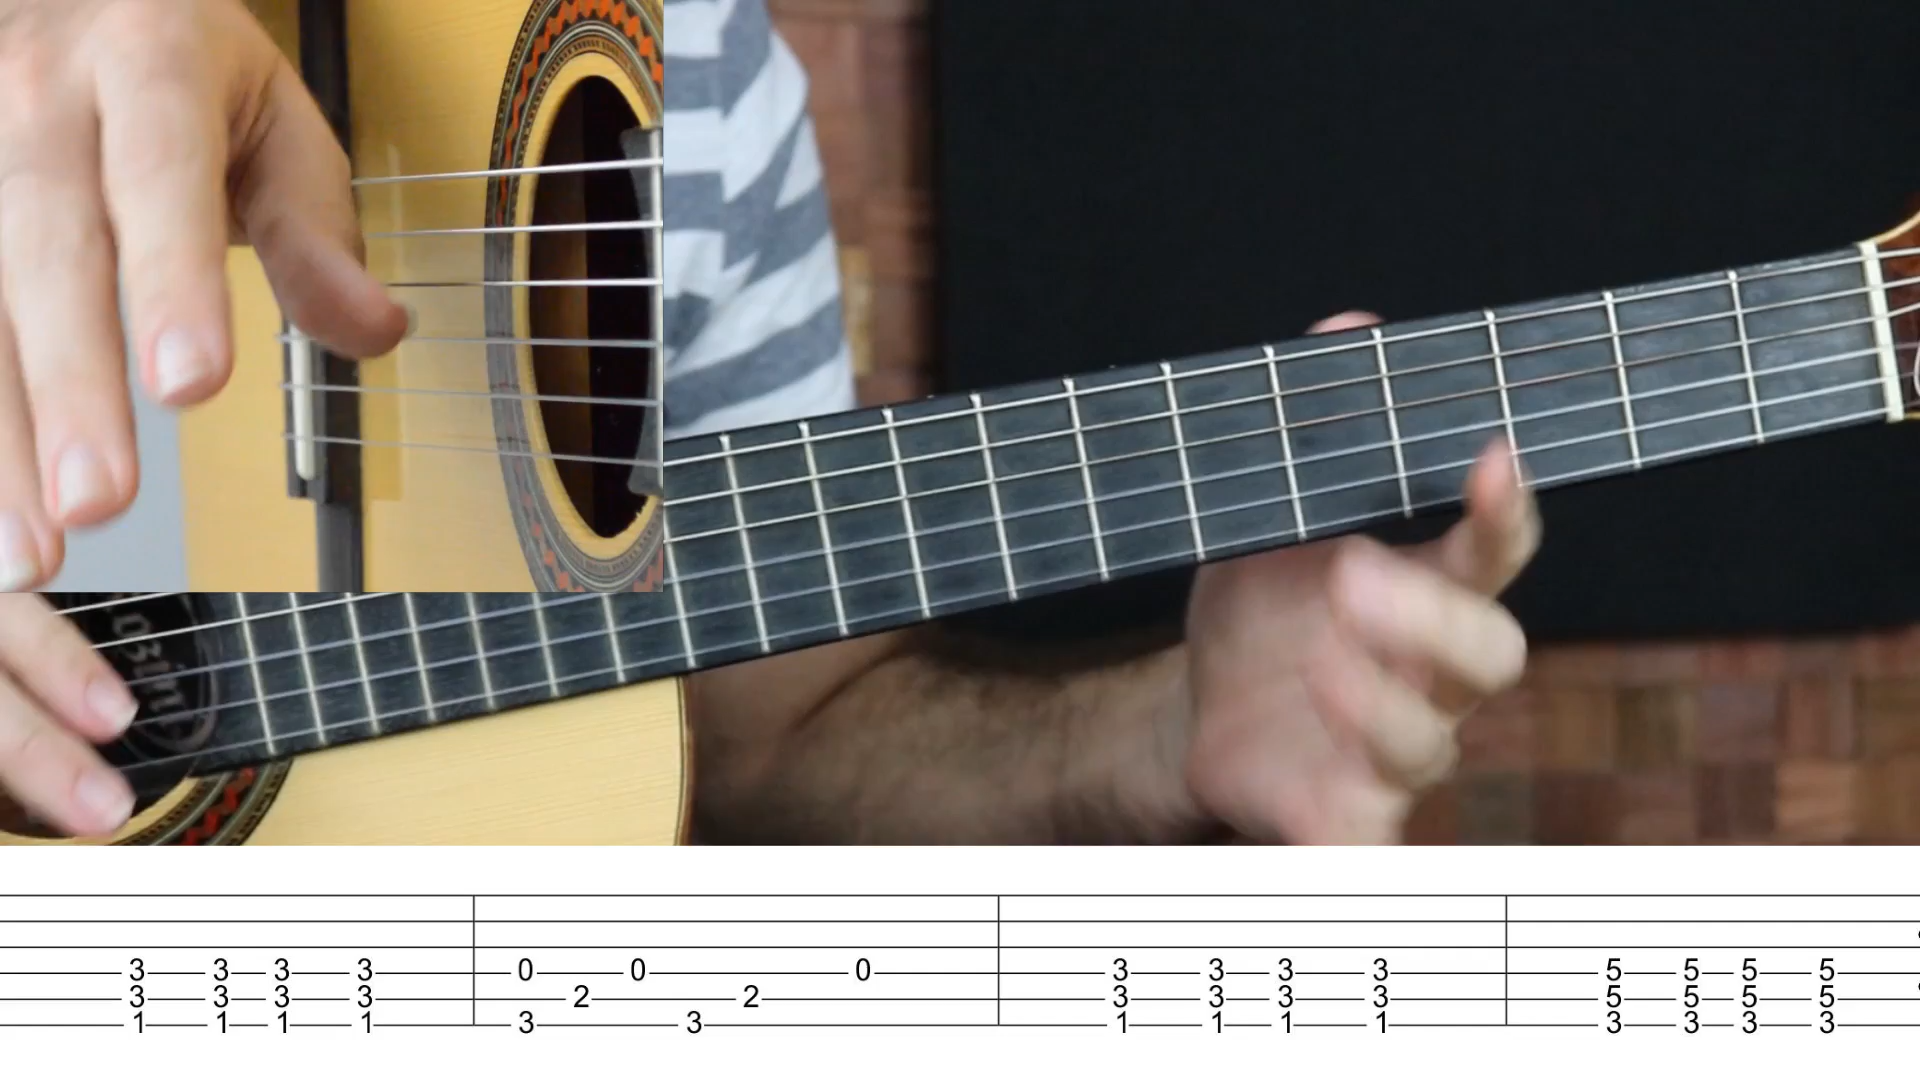 ozin
3 3 3 3 0 0 0 3 3 3 3 5 5 5 5
3 3 3 3 2 2 3 3 3 3 5 5 5 5
1 1 1 1 3 3 1 1 1 1 3 3 3 3